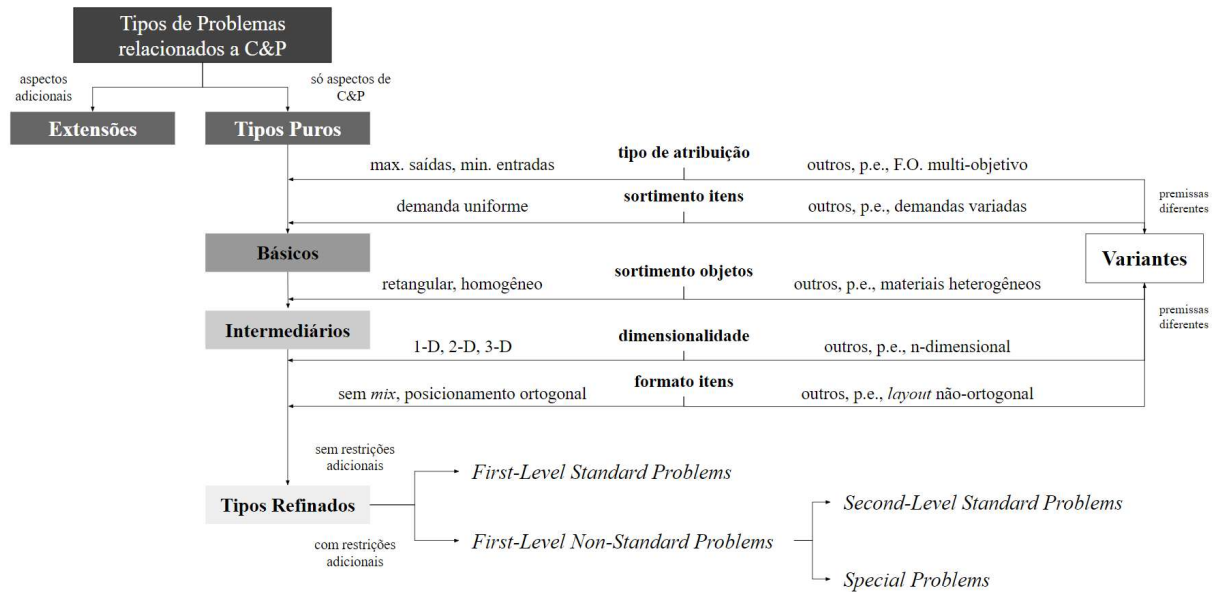 Tipos de Problemas
relacionados a C&P
aspectos
adicionais
só aspectos de
C&P
Extensões
Tipos Puros
tipo de atribuição
max. saídas, min. entradas
outros, p.e., F.O. multi-objetivo
sortimento itens
premissas
diferentes
demanda uniforme
outros, p.e., demandas variadas
Básicos
Variantes
sortimento objetos
retangular, homogêneo
outros, p.e., materiais heterogêneos
premissas
diferentes
Intermediários
dimensionalidade
1-D, 2-D, 3-D
outros, p.e., n-dimensional
formato itens
sem mix, posicionamento ortogonal
outros, p.e., layout não-ortogonal
sem restrições
adicionais
First-Level Standard Problems
Tipos Refinados
Second-Level Standard Problems
com restrições
adicionais
First-Level Non-Standard Problems
Special Problems